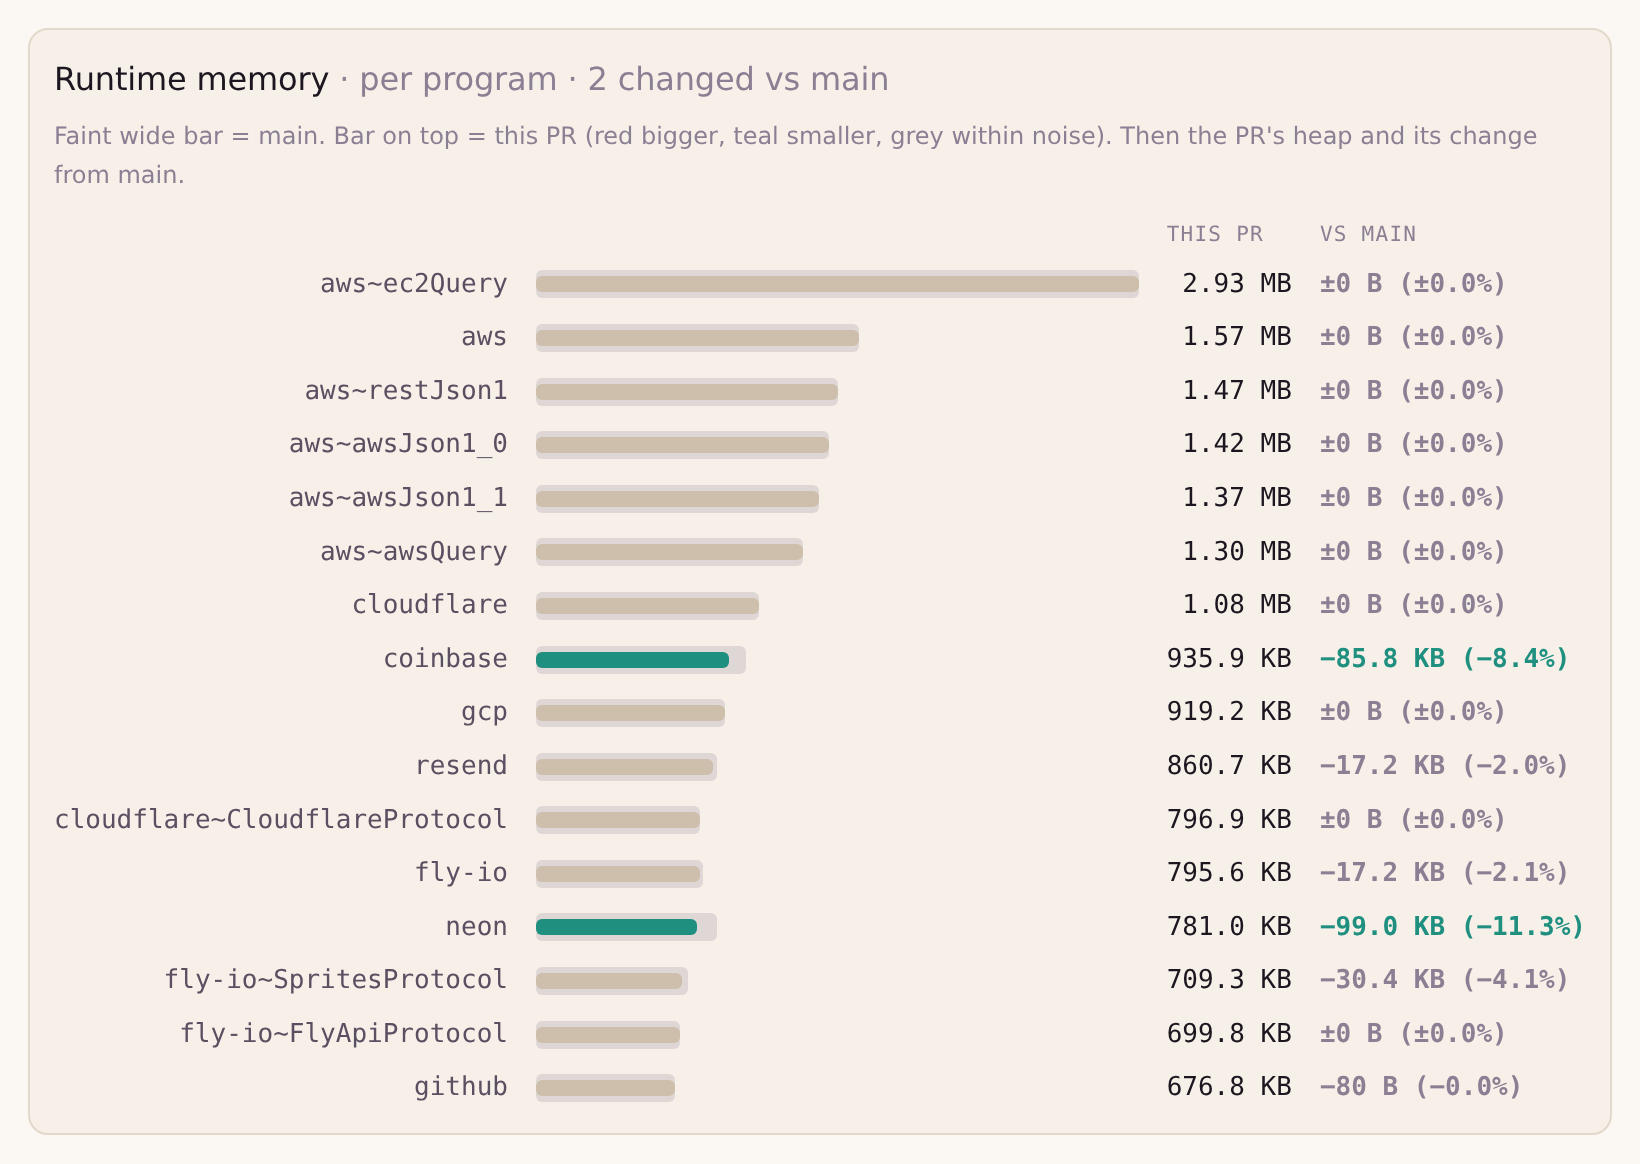 Runtime memory · per program · 2 changed vs main
Faint wide bar = main. Bar on top = this PR (red bigger, teal smaller, grey within noise). Then the PR's heap and its change
from main.
THIS PR VS MAIN
aws~ec2Query 2.93 MB ±0 B (±0.0%)
aws 1.57 MB ±0 B (±0.0%)
aws~restJson1 1.47 MB ±0 B (±0.0%)
aws~awsJson1_0 1.42 MB ±0 B (±0.0%)
aws~awsJson1_1 1.37 MB ±0 B (±0.0%)
aws~awsQuery 1.30 MB ±0 B (±0.0%)
cloudflare 1.08 MB ±0 B (±0.0%)
coinbase 935.9 KB −85.8 KB (−8.4%)
gcp 919.2 KB ±0 B (±0.0%)
resend 860.7 KB −17.2 KB (−2.0%)
cloudflare~CloudflareProtocol 796.9 KB ±0 B (±0.0%)
fly-io 795.6 KB −17.2 KB (−2.1%)
neon 781.0 KB −99.0 KB (−11.3%)
fly-io~SpritesProtocol 709.3 KB −30.4 KB (−4.1%)
fly-io~FlyApiProtocol 699.8 KB ±0 B (±0.0%)
github 676.8 KB −80 B (−0.0%)